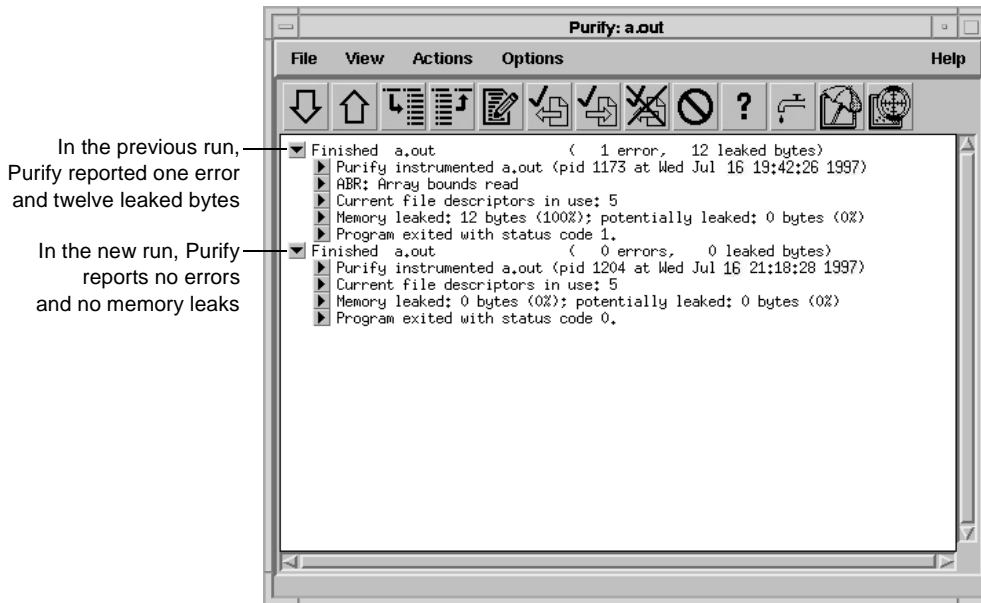 Purify: a.out
File View Actions Options Help
?
In the previous run,
Purify reported one error
and twelve leaked bytes
In the new run, Purify
reports no errors
and no memory leaks
Finished a.out ( 1 error, 12 leaked bytes)
Purify instrumented a.out (pid 1173 at Wed Jul 16 19:42:26 1997)
ABR: Array bounds read
Current file descriptors in use: 5
Memory leaked: 12 bytes (100%); potentially leaked: 0 bytes (0%)
Program exited with status code 1.
Finished a.out ( 0 errors, 0 leaked bytes)
Purify instrumented a.out (pid 1204 at Wed Jul 16 21:18:28 1997)
Current file descriptors in use: 5
Memory leaked: 0 bytes (0%); potentially leaked: 0 bytes (0%)
Program exited with status code 0.